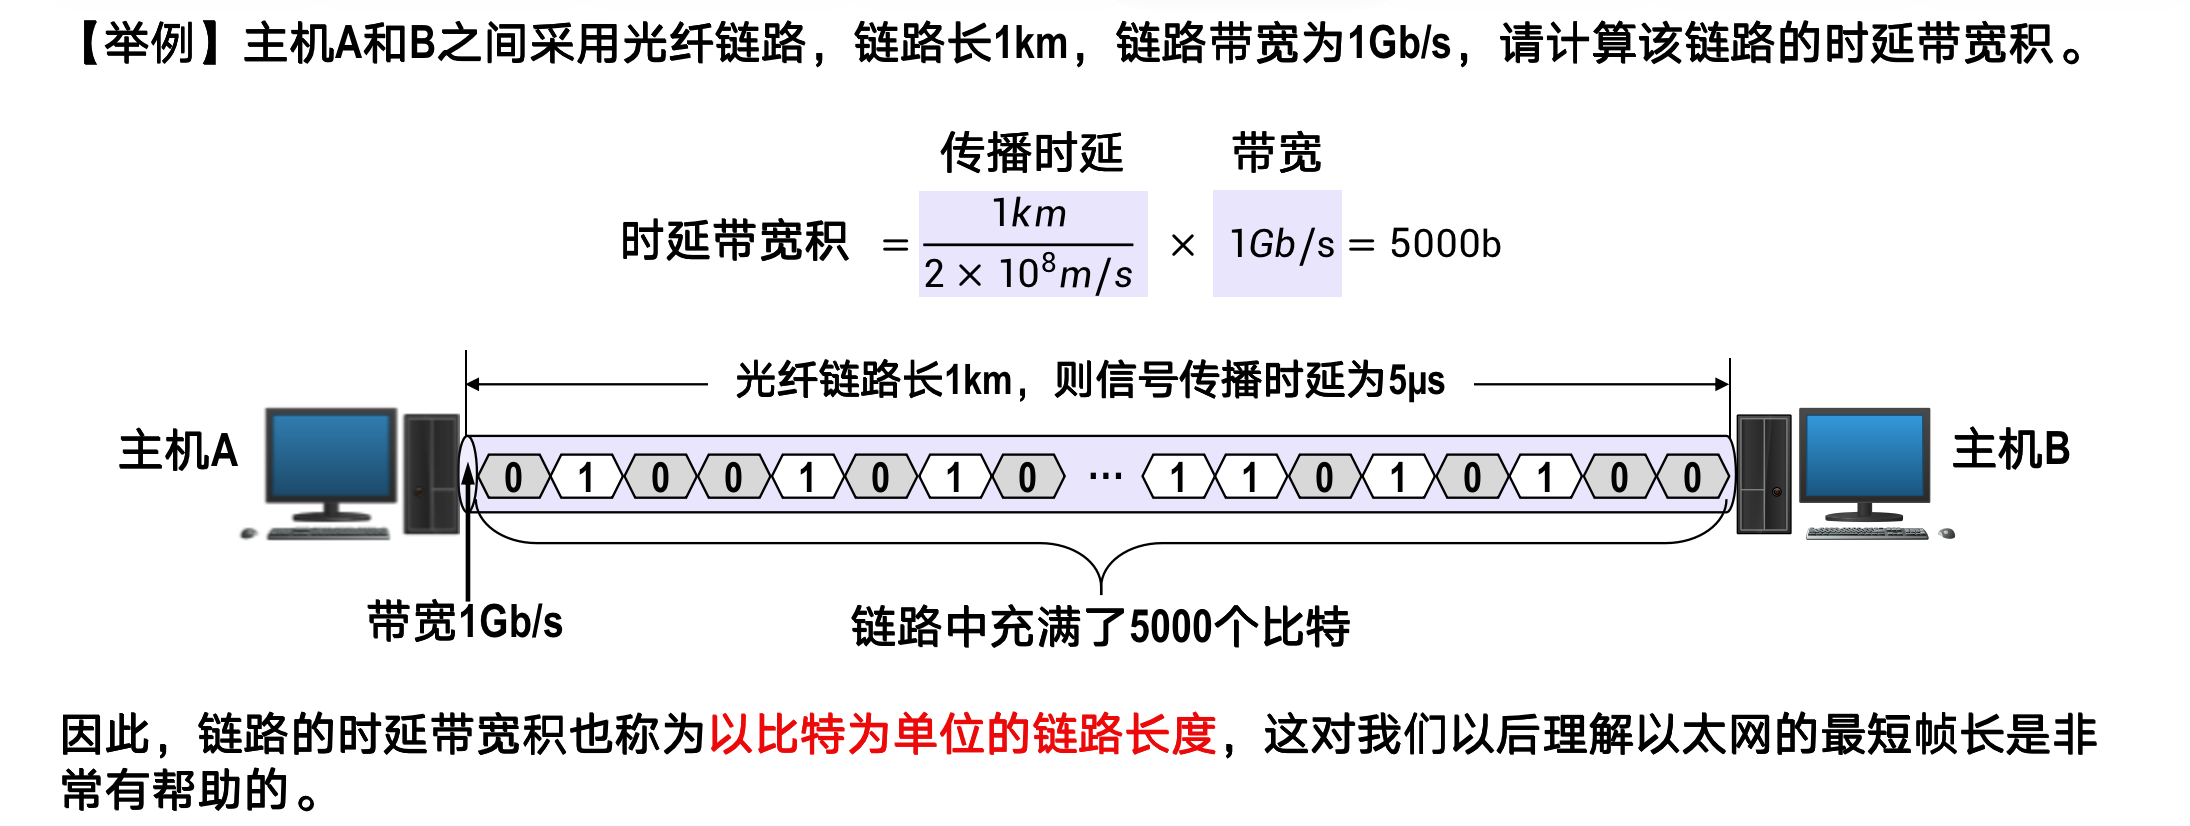 【举例】主机A和B之间采用光纤链路，链路长1km，链路带宽为1Gb/s，请计算该链路的时延带宽积。
传播时延 带宽
时延带宽积 = 1km / 2 × 10⁸m/s × 1Gb/s = 5000b
光纤链路长1km，则信号传播时延为5μs
主机A
0 1 0 0 1 0 1 0 … 1 1 0 1 0 1 0 0
主机B
带宽1Gb/s
链路中充满了5000个比特
因此，链路的时延带宽积也称为以比特为单位的链路长度，这对我们以后理解以太网的最短帧长是非
常有帮助的。